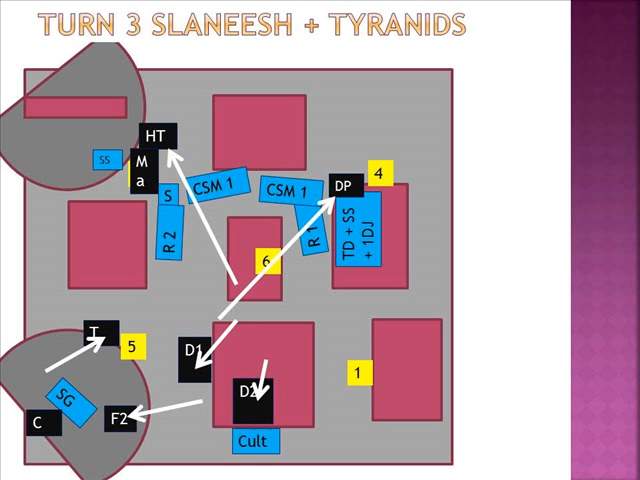 TURN 3 SLANEESH + TYRANIDS
HT
SS
M
a
S
CSM 1
CSM 1
DP
4
R 2
R 1
TD + SS
+ 1DJ
6
T
5
D1
1
D2
SG
C
F2
Cult